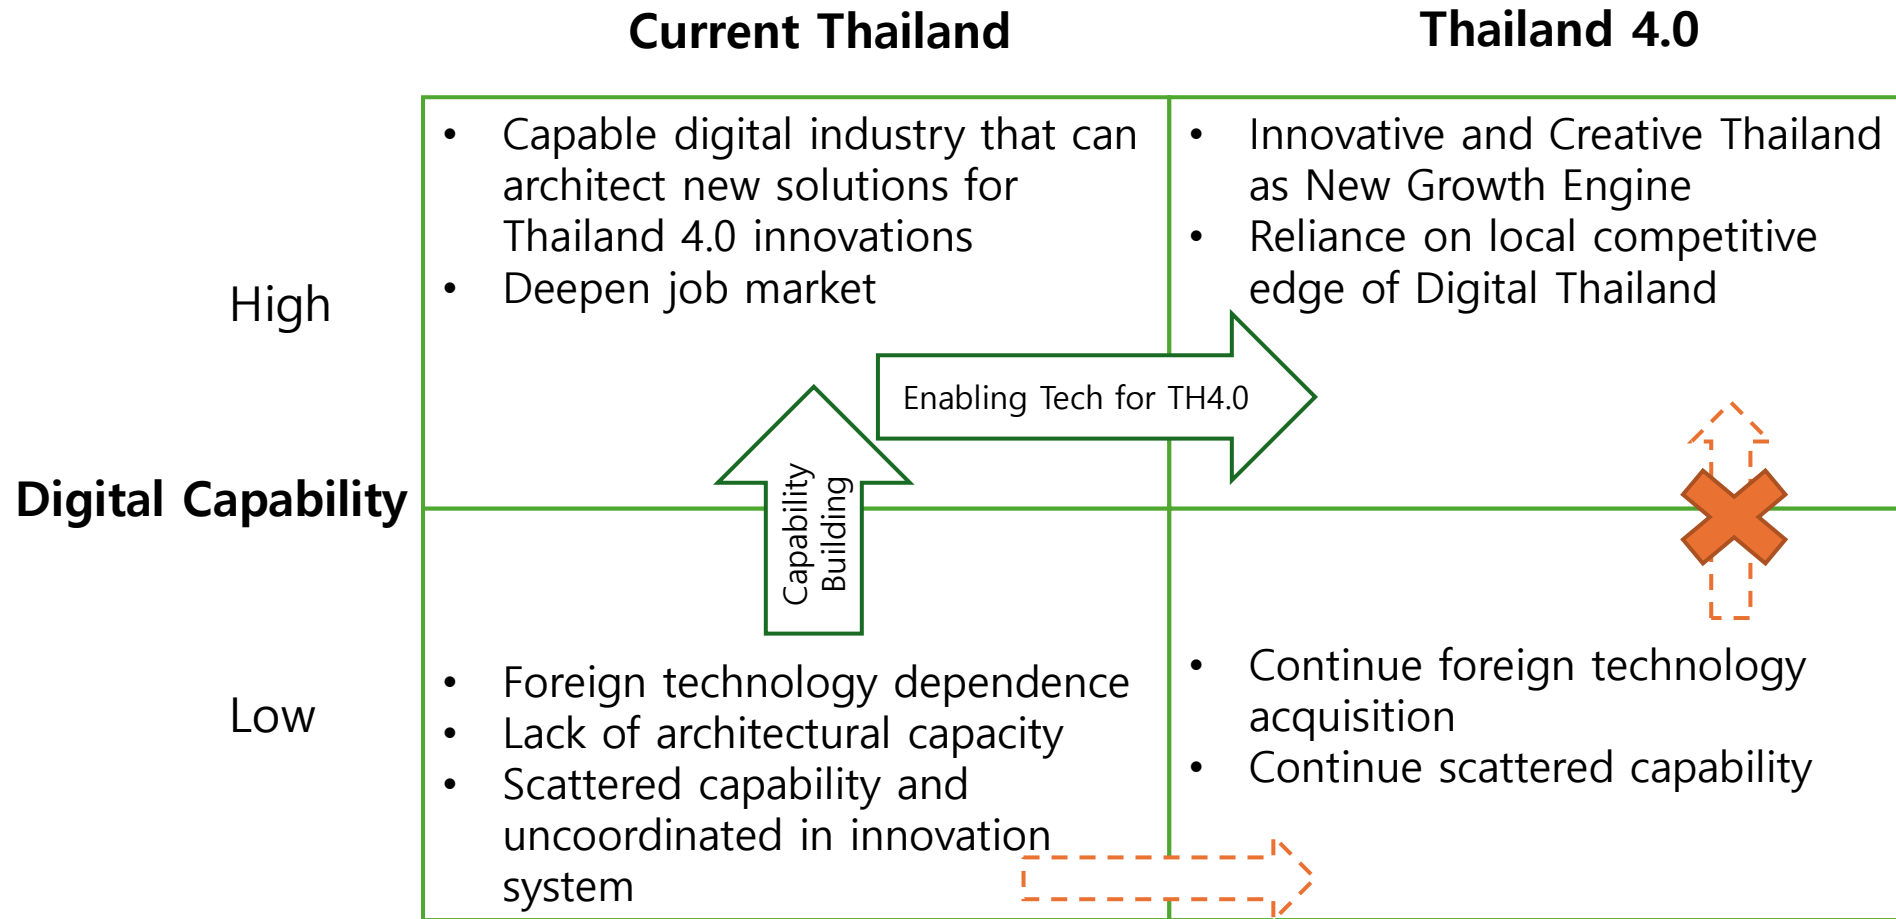 Current Thailand
Thailand 4.0
• Capable digital industry that can
architect new solutions for
Thailand 4.0 innovations
• Deepen job market
• Innovative and Creative Thailand
as New Growth Engine
• Reliance on local competitive
edge of Digital Thailand
High
Enabling Tech for TH4.0
Capability
Building
Digital Capability
Low
• Foreign technology dependence
• Lack of architectural capacity
• Scattered capability and
uncoordinated in innovation
system
• Continue foreign technology
acquisition
• Continue scattered capability